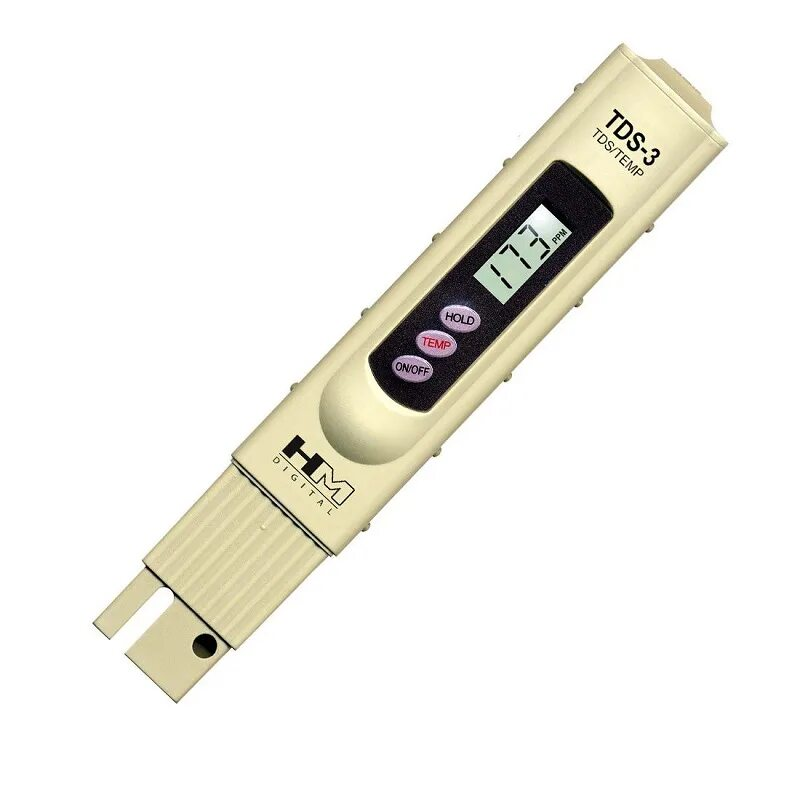 TDS-3
TDS/TEMP
173 PPM
HOLD
TEMP
ON/OFF
HM
DIGITAL